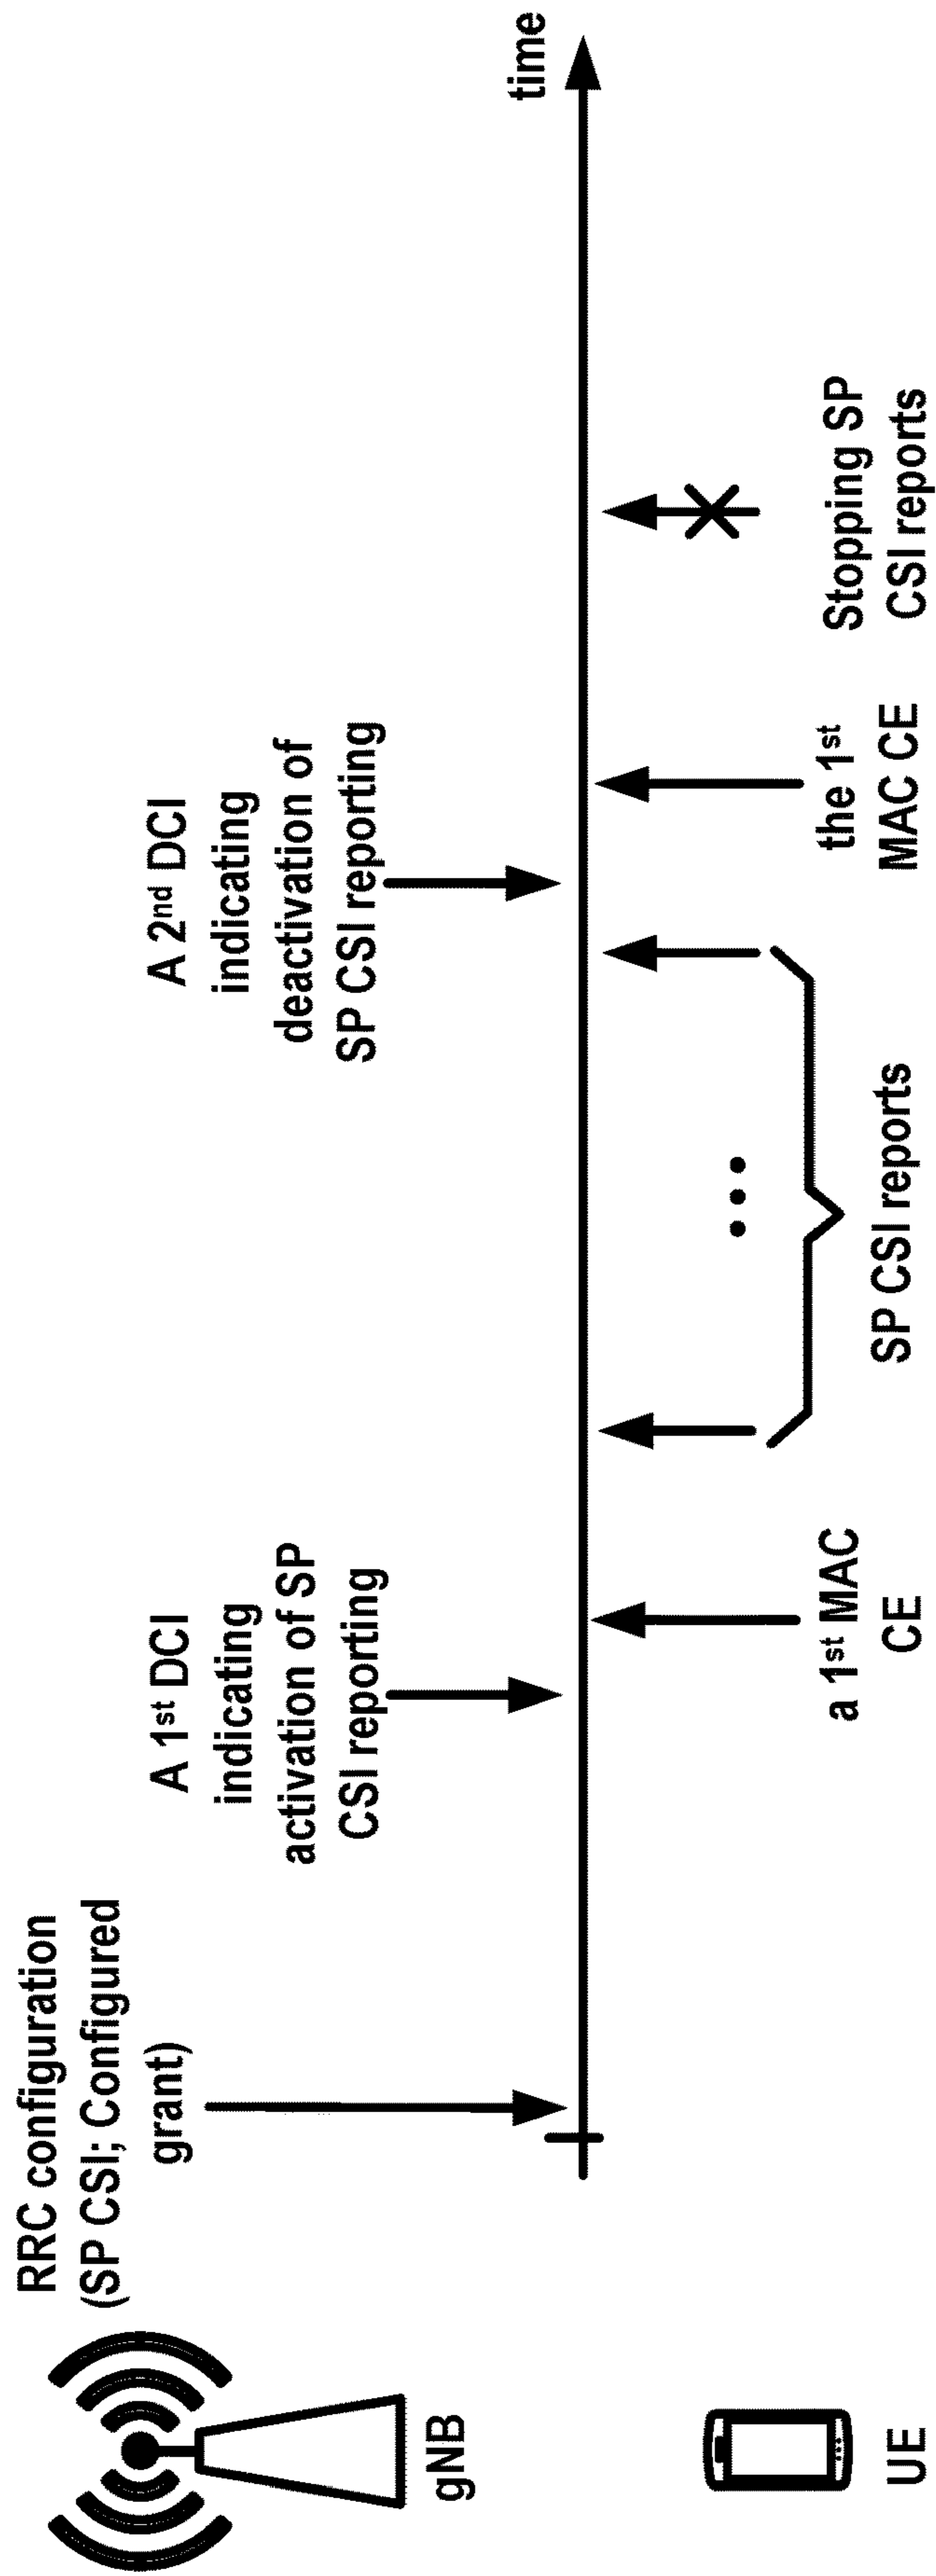 RRC configuration
(SP CSI; Configured
grant)
A 1st DCI
indicating
activation of SP
CSI reporting
A 2nd DCI
indicating
deactivation of
SP CSI reporting
time
gNB
UE
a 1st MAC
CE
SP CSI reports
the 1st
MAC CE
Stopping SP
CSI reports